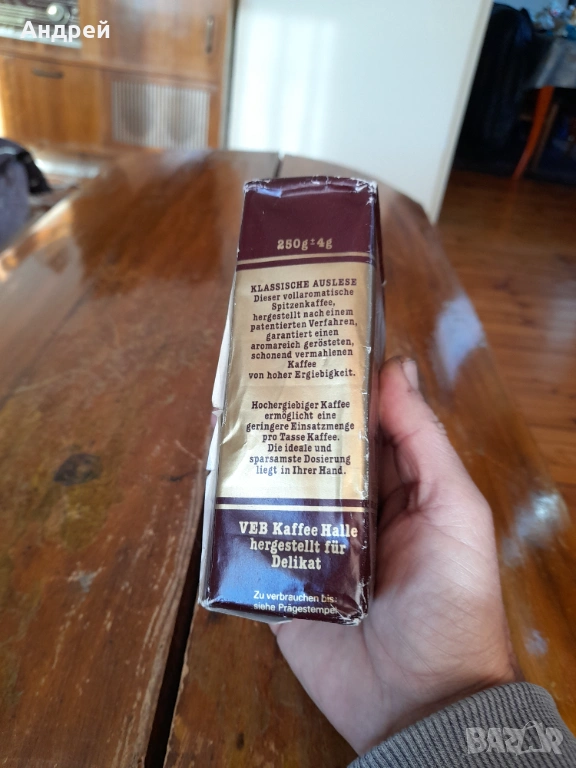 Андрей
250g±4g
KLASSISCHE AUSLESE
Dieser vollaromatische
Spitzenkaffee,
hergestellt nach einem
patentierten Verfahren,
garantiert einen
aromareich gerösteten,
schonend vermahlenen
Kaffee
von hoher Ergiebigkeit.
Hochergiebiger Kaffee
ermöglicht eine
geringere Einsatzmenge
pro Tasse Kaffee.
Die ideale und
sparsamste Dosierung
liegt in Ihrer Hand.
VEB Kaffee Halle
hergestellt für
Delikat
Zu verbrauchen bis:
siehe Prägestempel
BAZAR